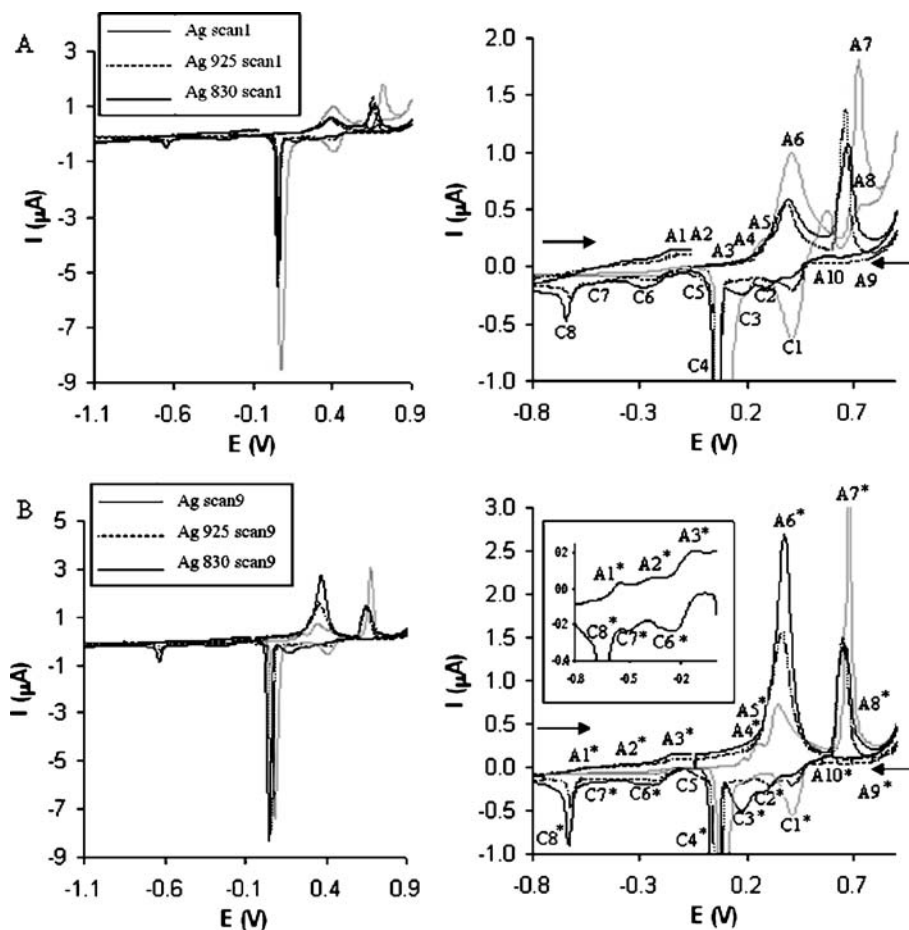 A
Ag scan1
Ag 925 scan1
Ag 830 scan1
3
1
-1
-3
-5
-7
-9
I (µA)
-1.1 -0.6 -0.1 0.4 0.9
E (V)
2.0
1.5
1.0
0.5
0.0
-0.5
-1.0
I (µA)
A7
A6
A8
A5
A1 A2
A3 A4
A10 A9
C7 C6 C5 C2
C8 C3 C1
C4
-0.8 -0.3 0.2 0.7
E (V)
B
Ag scan9
Ag 925 scan9
Ag 830 scan9
5
3
1
-1
-3
-5
-7
-9
I (µA)
-1.1 -0.6 -0.1 0.4 0.9
E (V)
3.0
2.5
2.0
1.5
1.0
0.5
0.0
-0.5
-1.0
I (µA)
A7*
A6*
02
00
-02
-0.4
A1* A2* A3*
C8* C7* C6*
-0.8 -0.5 -0.2
A5*
A8*
A4*
A1* A2* A3*
A10* A9*
C7* C6* C5 C2*
C8* C4* C3* C1*
-0.8 -0.3 0.2 0.7
E (V)